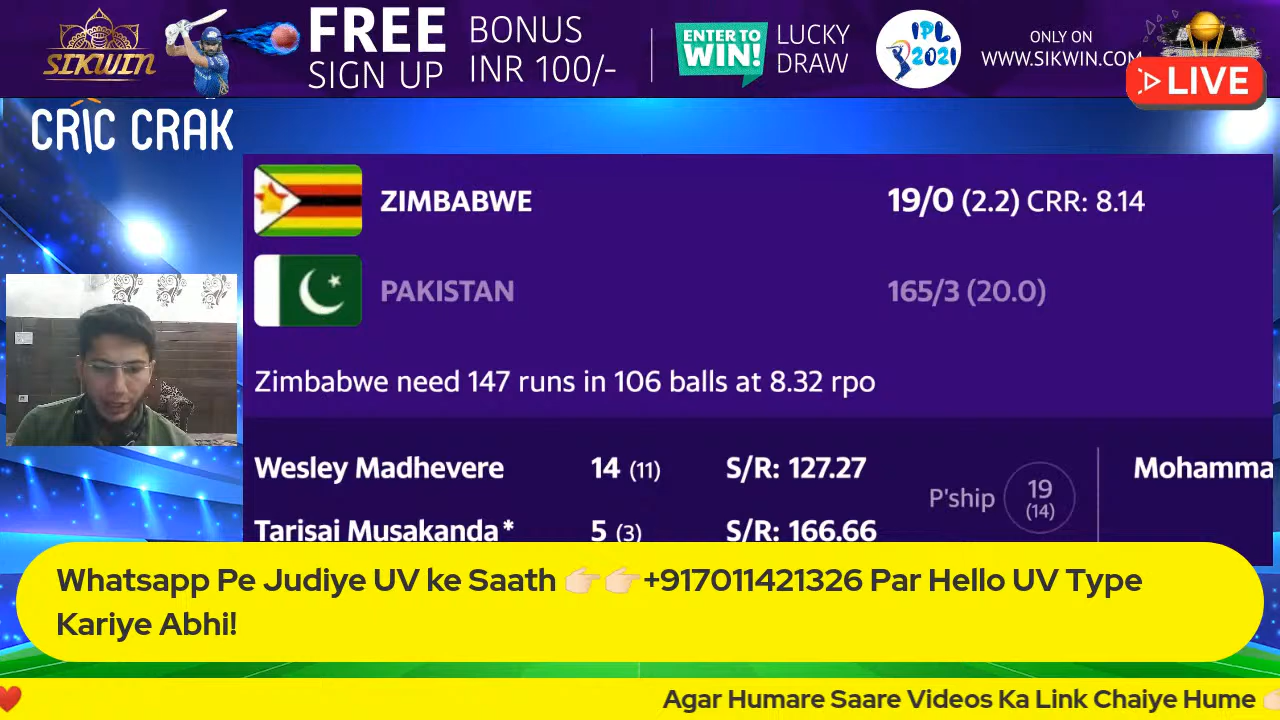 SIKWIN
FREE
SIGN UP
BONUS
INR 100/-
ENTER TO
WIN!
LUCKY
DRAW
IPL
2021
ONLY ON
WWW.SIKWIN.COM
LIVE
CRIC CRAK
ZIMBABWE 19/0 (2.2) CRR: 8.14
PAKISTAN 165/3 (20.0)
Zimbabwe need 147 runs in 106 balls at 8.32 rpo
Wesley Madhevere 14 (11) S/R: 127.27
P'ship 19 (14)
Mohamma
Tarisai Musakanda* 5 (3) S/R: 166.66
Whatsapp Pe Judiye UV ke Saath 👉🏻👉🏻+917011421326 Par Hello UV Type
Kariye Abhi!
❤️ Agar Humare Saare Videos Ka Link Chaiye Hume